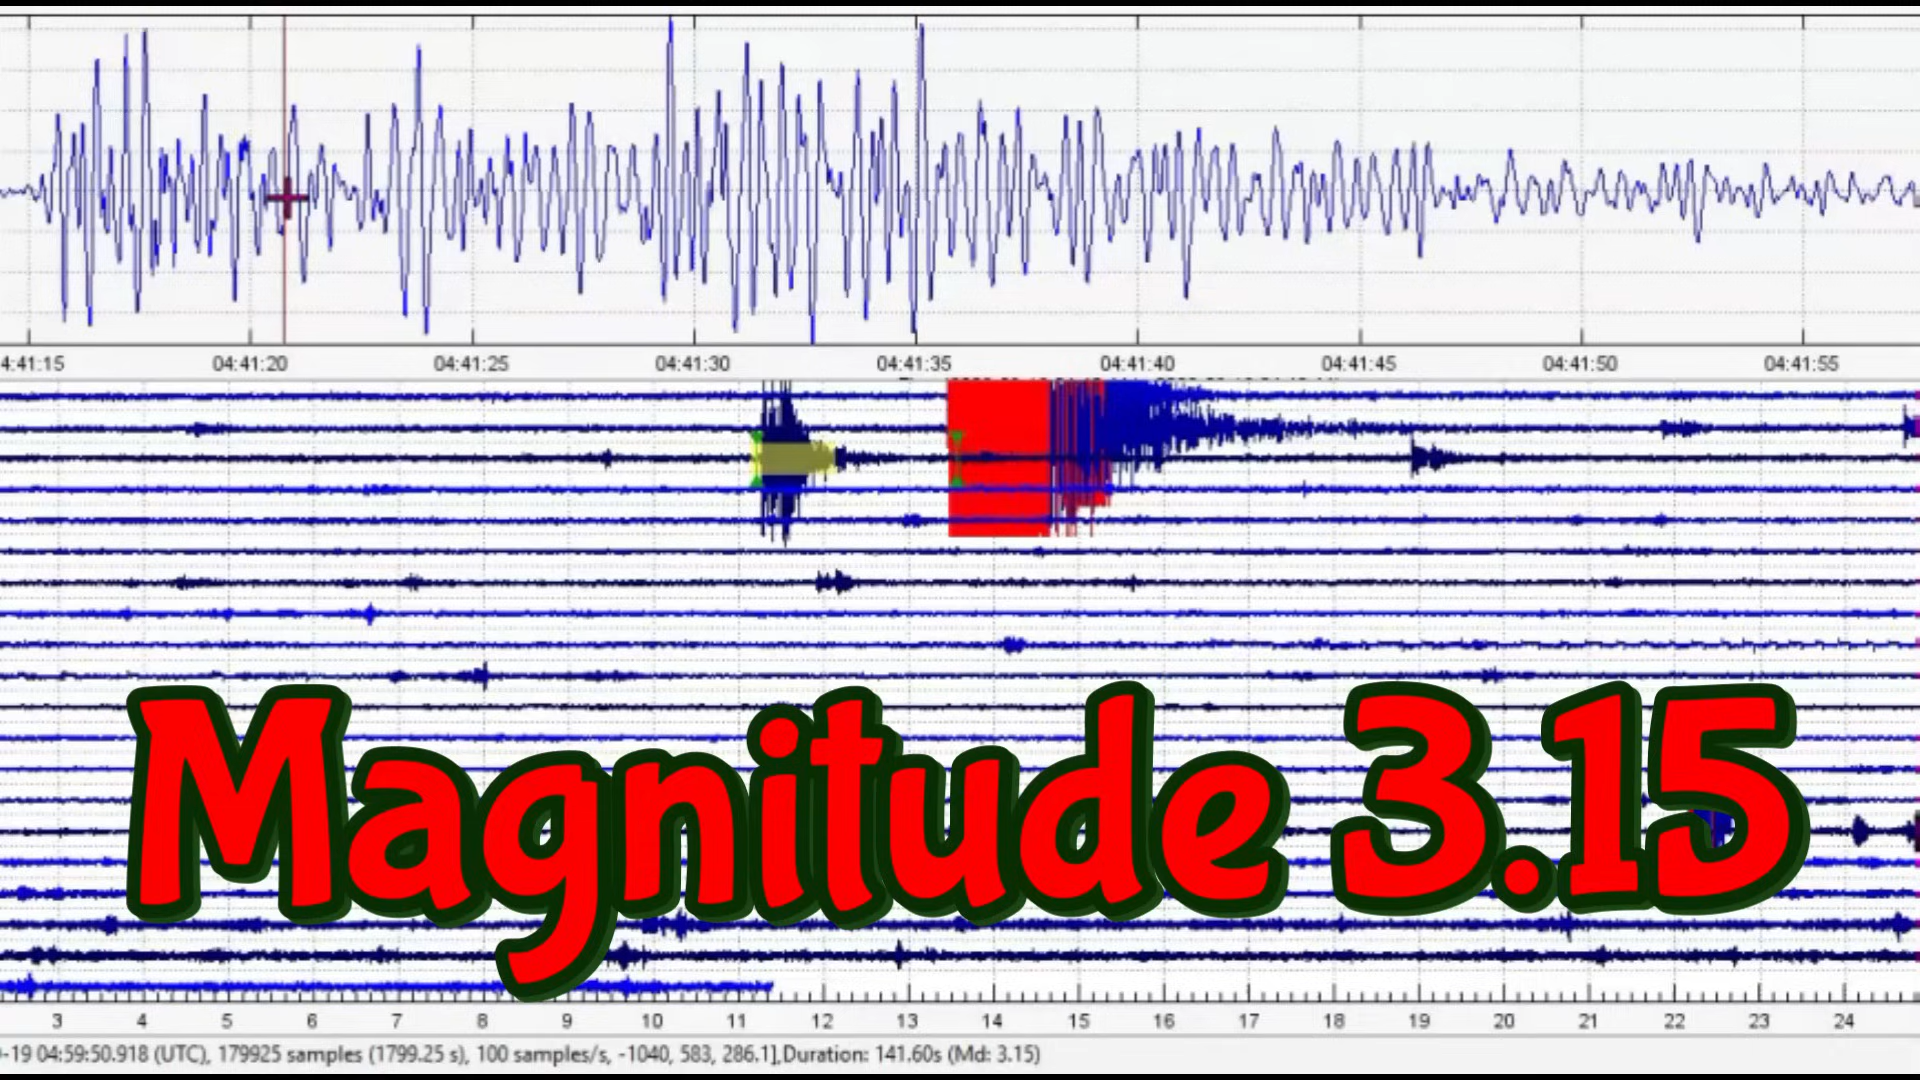 4:41:15 04:41:20 04:41:25 04:41:30 04:41:35 04:41:40 04:41:45 04:41:50 04:41:55
Magnitude 3.15
3 4 5 6 7 8 9 10 11 12 13 14 15 16 17 18 19 20 21 22 23 24
-19 04:59:50.918 (UTC), 179925 samples (1799.25 s), 100 samples/s, -1040, 583, 286.1],Duration: 141.60s (Md: 3.15)